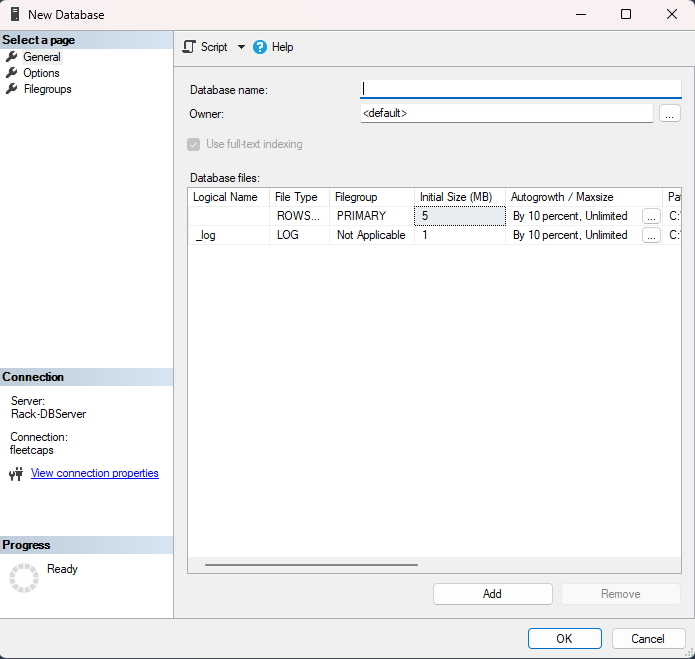 New Database
Select a page
General
Options
Filegroups
Script Help
Database name:
Owner: <default> ...
Use full-text indexing
Database files:
Logical Name File Type Filegroup Initial Size (MB) Autogrowth / Maxsize
ROWS... PRIMARY 5 By 10 percent, Unlimited ... C:
_log LOG Not Applicable 1 By 10 percent, Unlimited ... C:
Connection
Server:
Rack-DBServer
Connection:
fleetcaps
View connection properties
Progress
Ready
Add Remove
OK Cancel